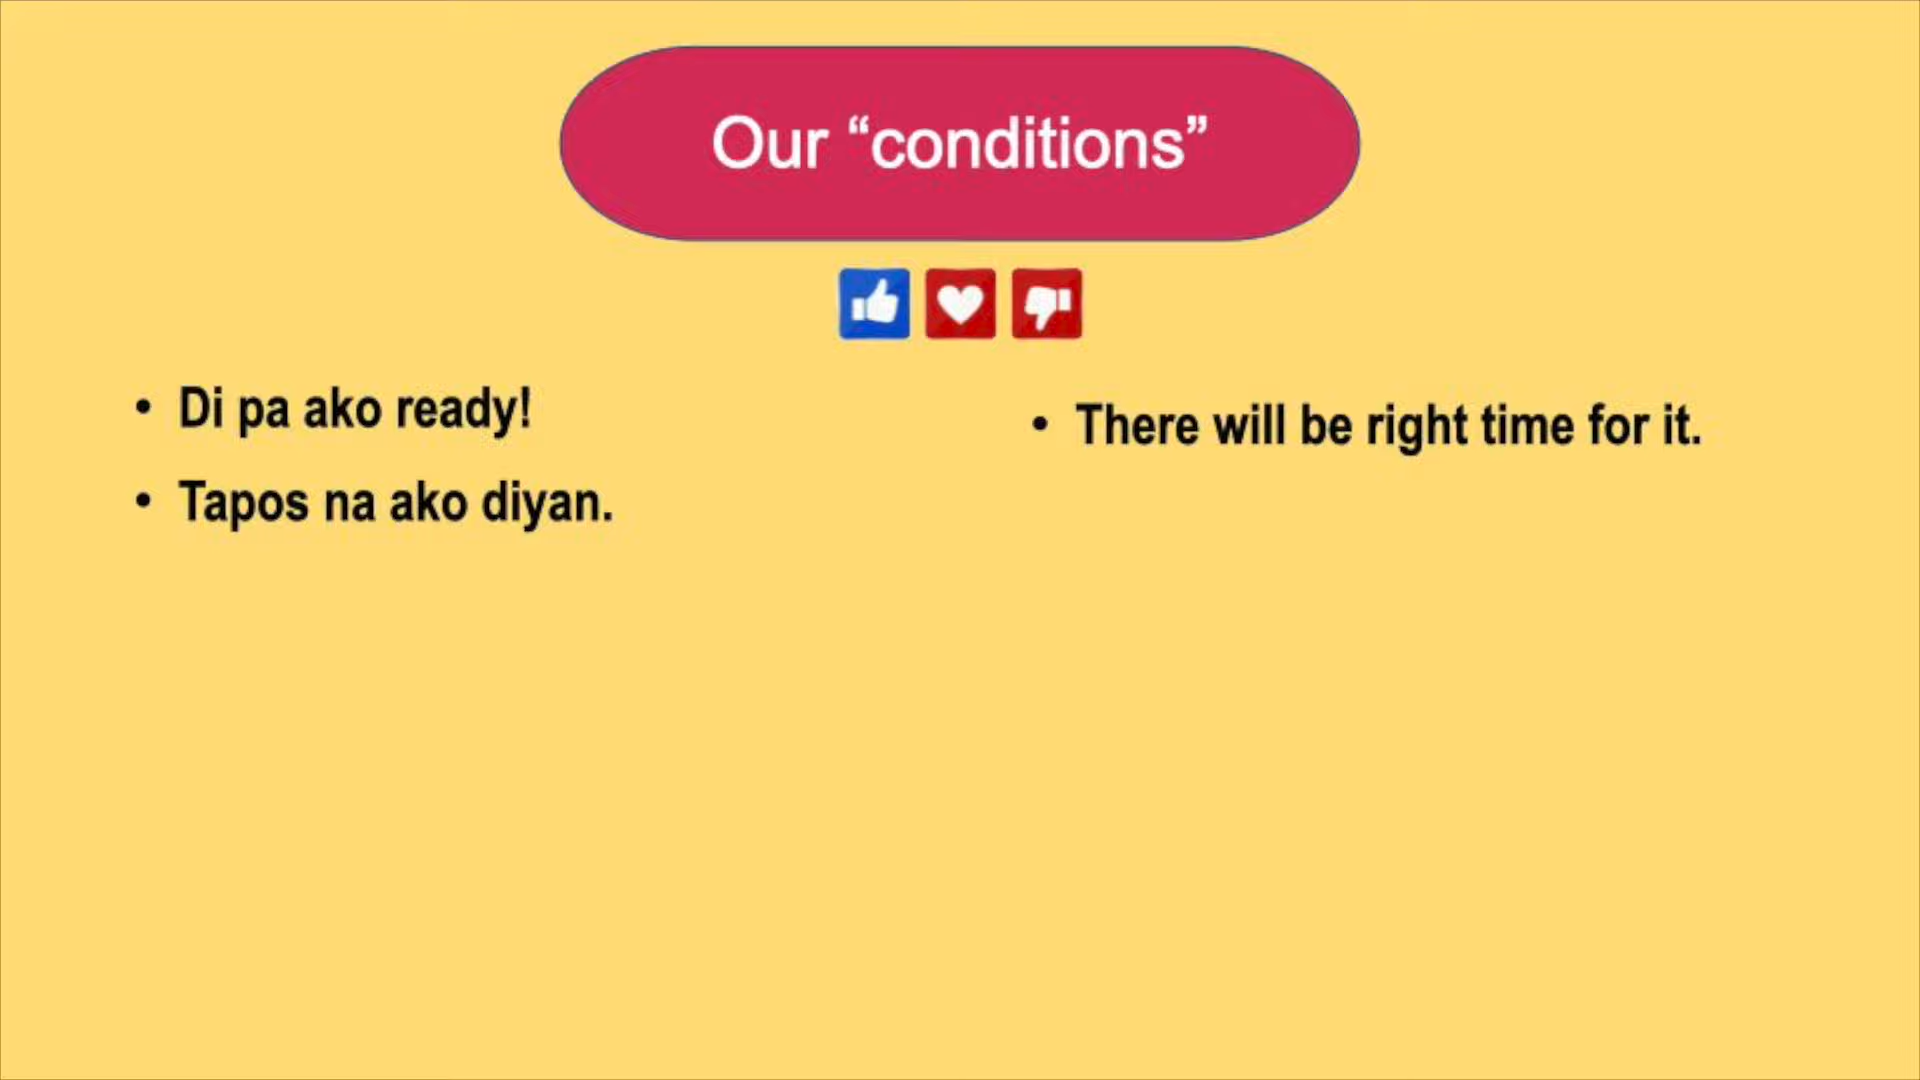 Our “conditions”
• Di pa ako ready!
• Tapos na ako diyan.
• There will be right time for it.